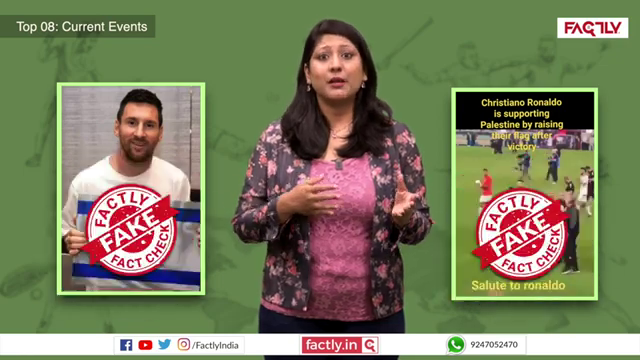 Top 08: Current Events
FACTLY
Christiano Ronaldo
is supporting
Palestine by raising
their flag after
victory
FACTLY
FAKE
FACT CHECK
FACTLY
FAKE
FACT CHECK
Salute to ronaldo
/FactlyIndia
factly.in
9247052470